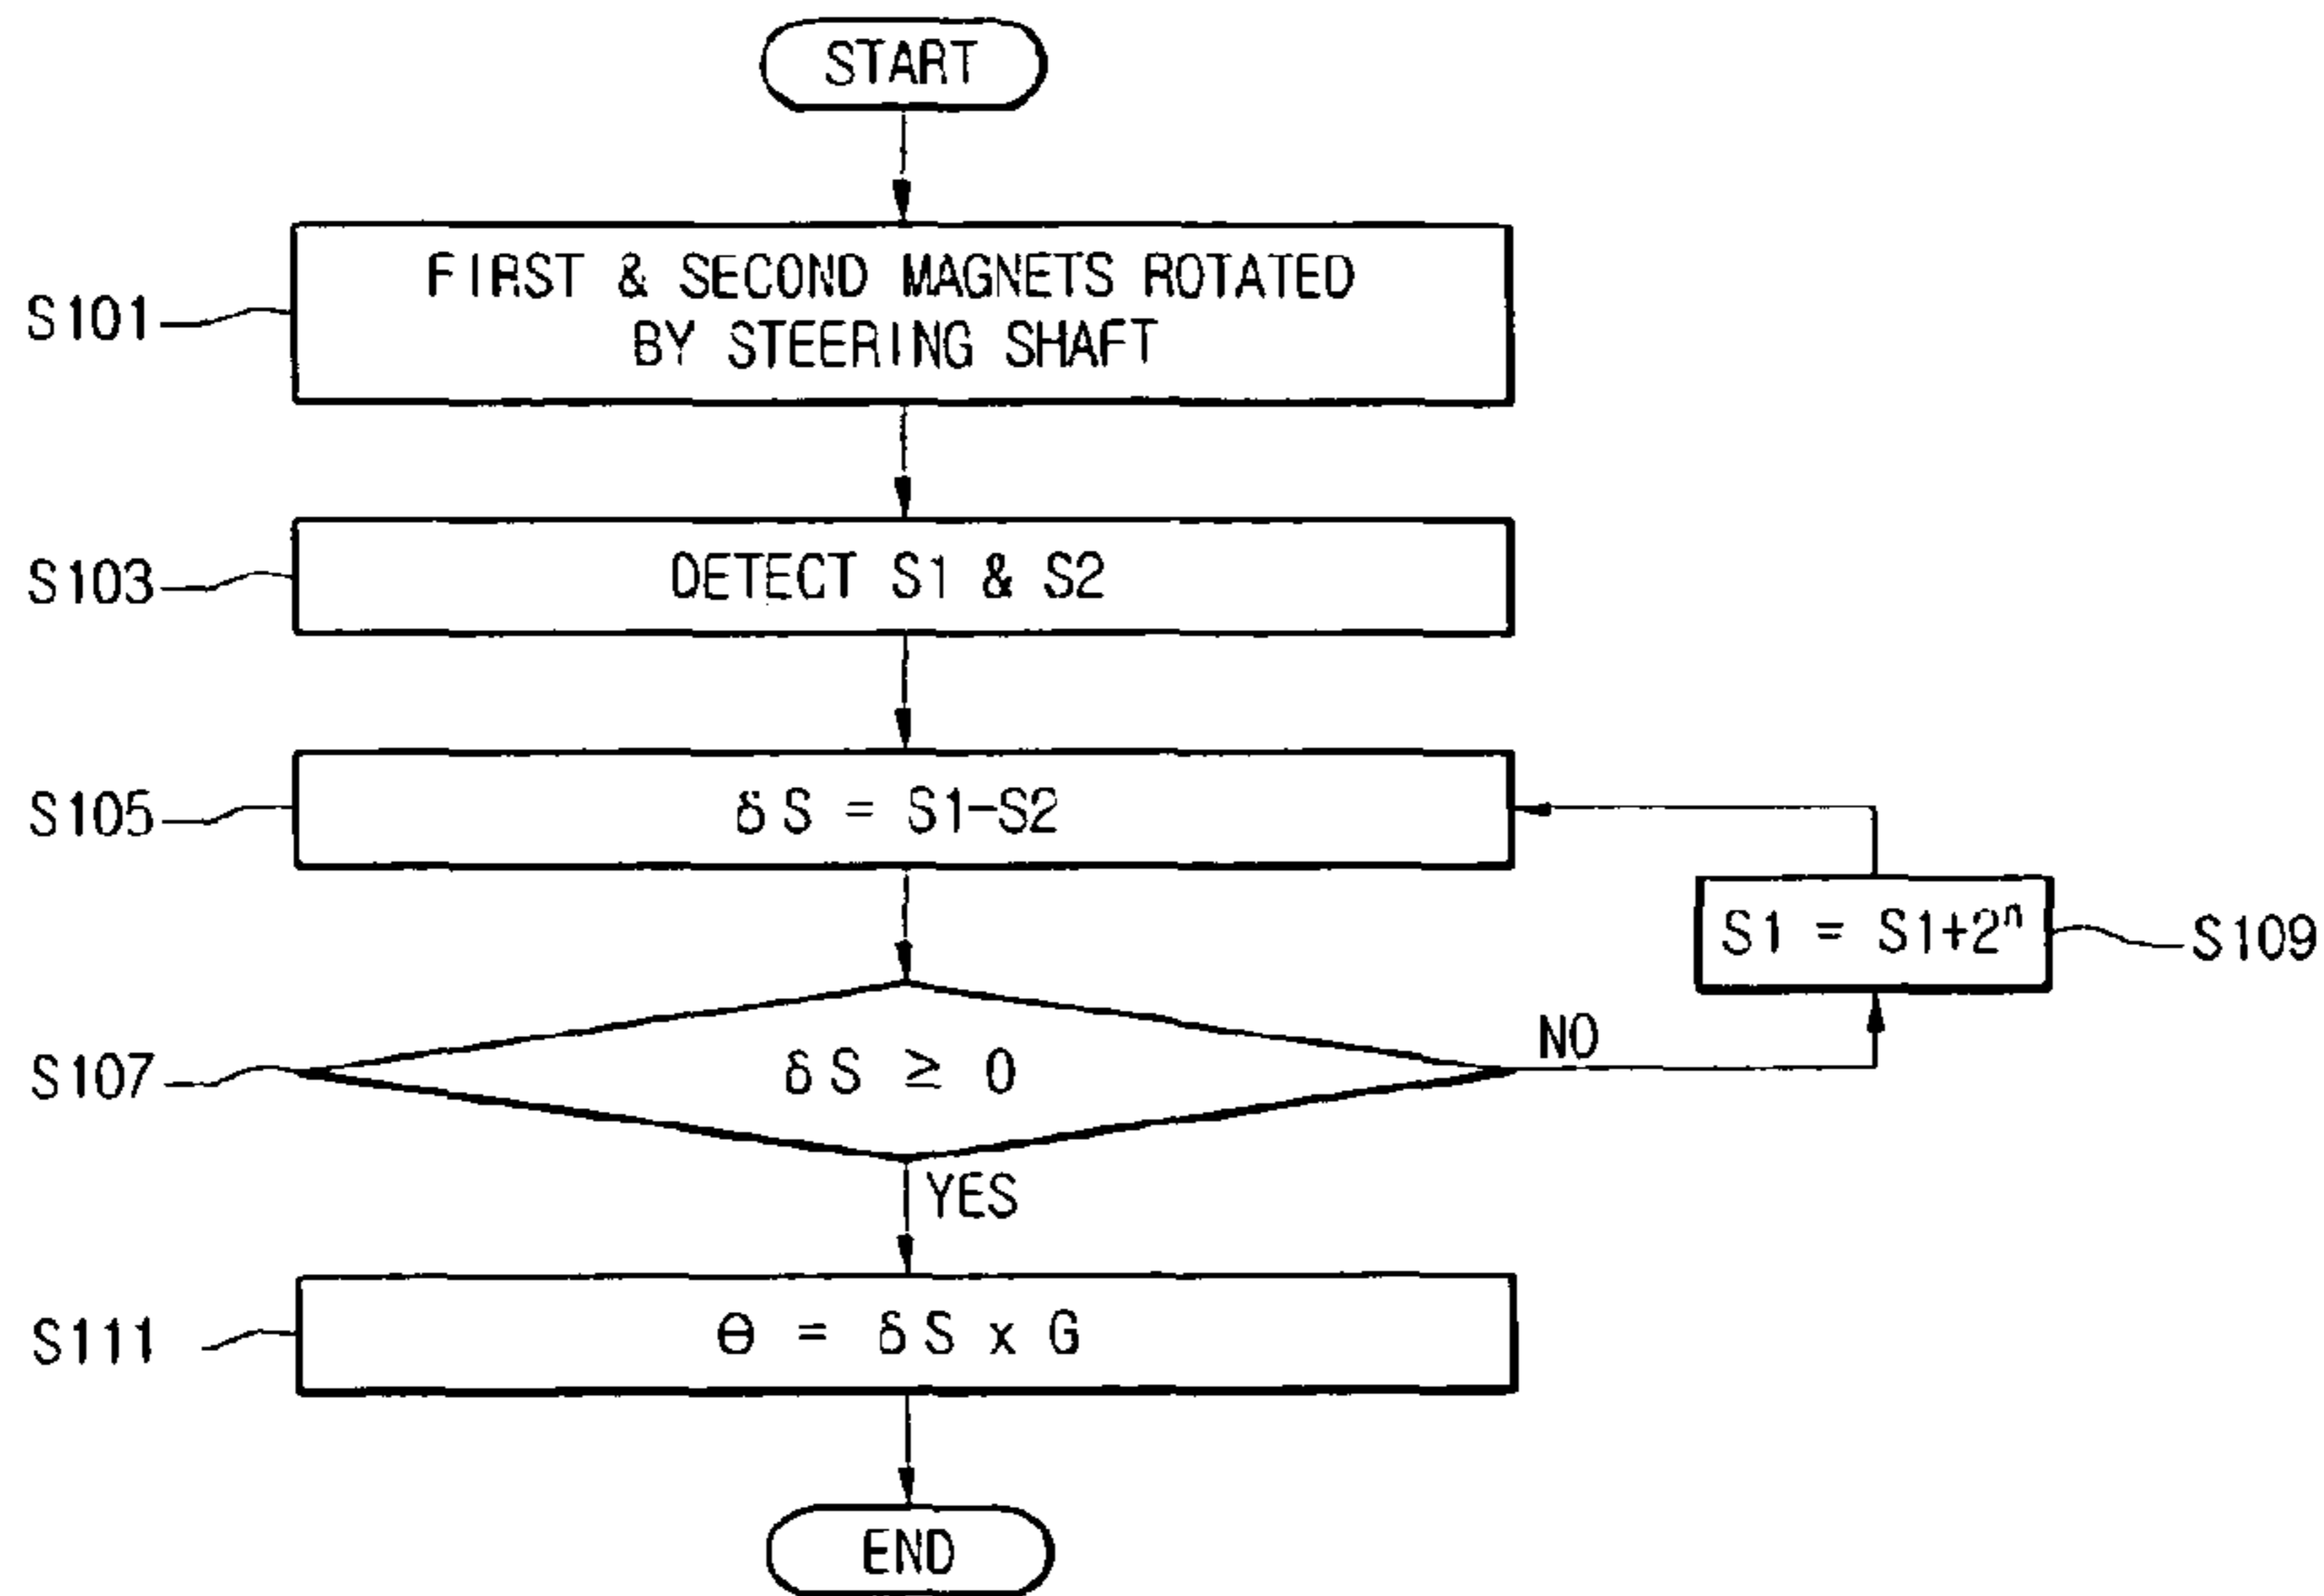 START
S101
FIRST & SECOND MAGNETS ROTATED
BY STEERING SHAFT
S103
DETECT S1 & S2
S105
δS = S1-S2
S1 = S1+2ⁿ
S109
S107
δS ≥ 0
NO
YES
S111
θ = δS x G
END